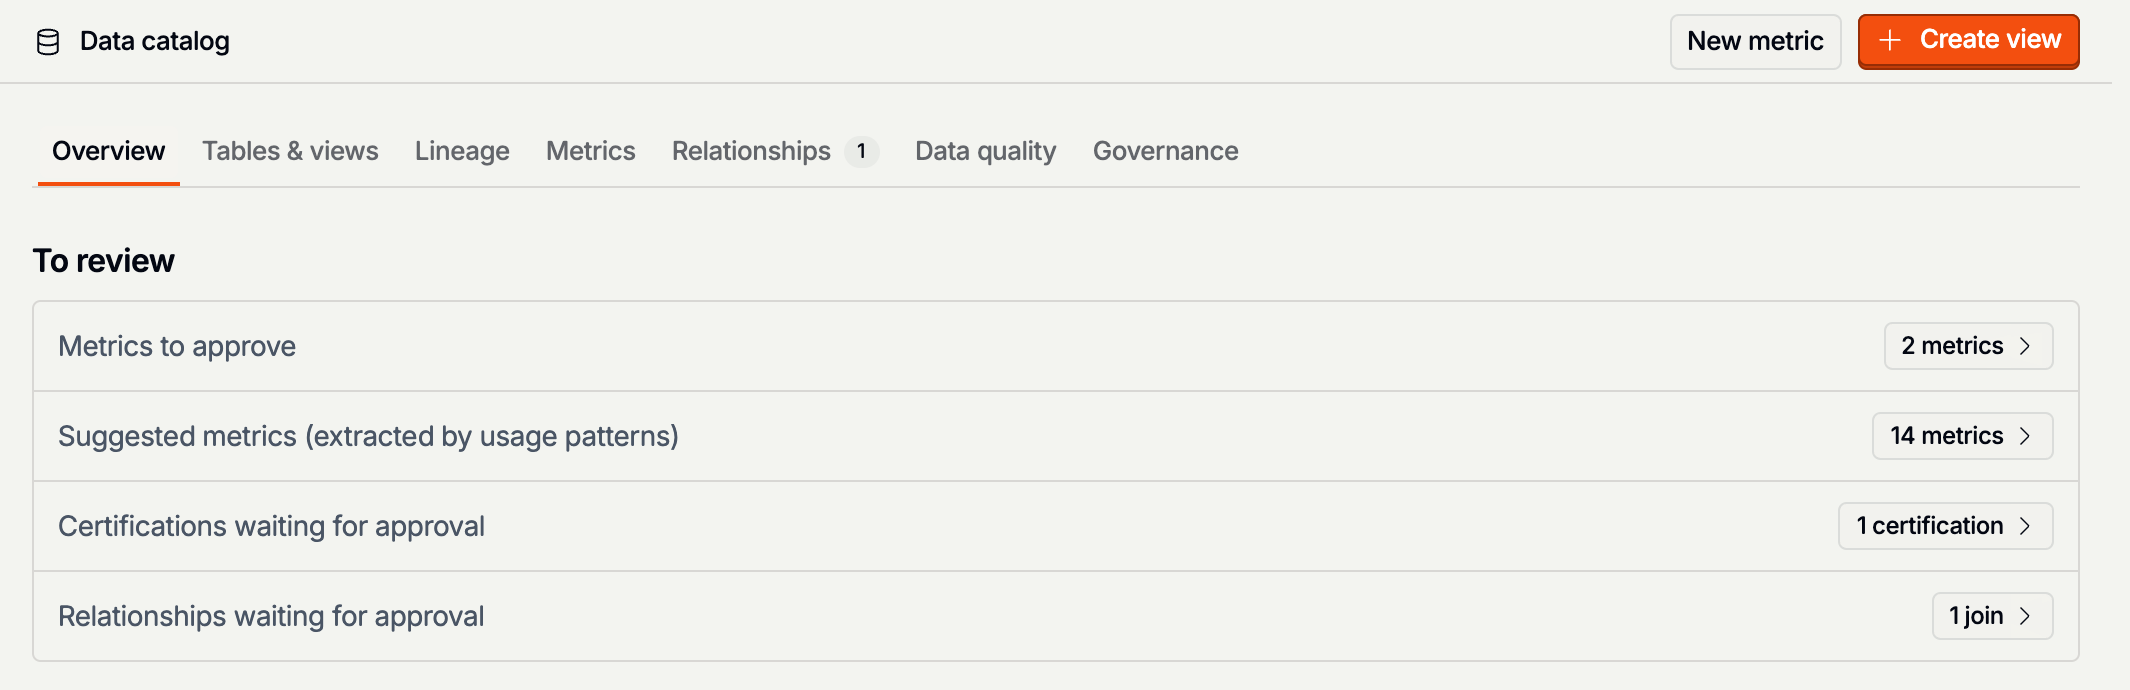 Data catalog
New metric
Create view
Overview
Tables & views
Lineage
Metrics
Relationships 1
Data quality
Governance
To review
Metrics to approve
2 metrics
Suggested metrics (extracted by usage patterns)
14 metrics
Certifications waiting for approval
1 certification
Relationships waiting for approval
1 join